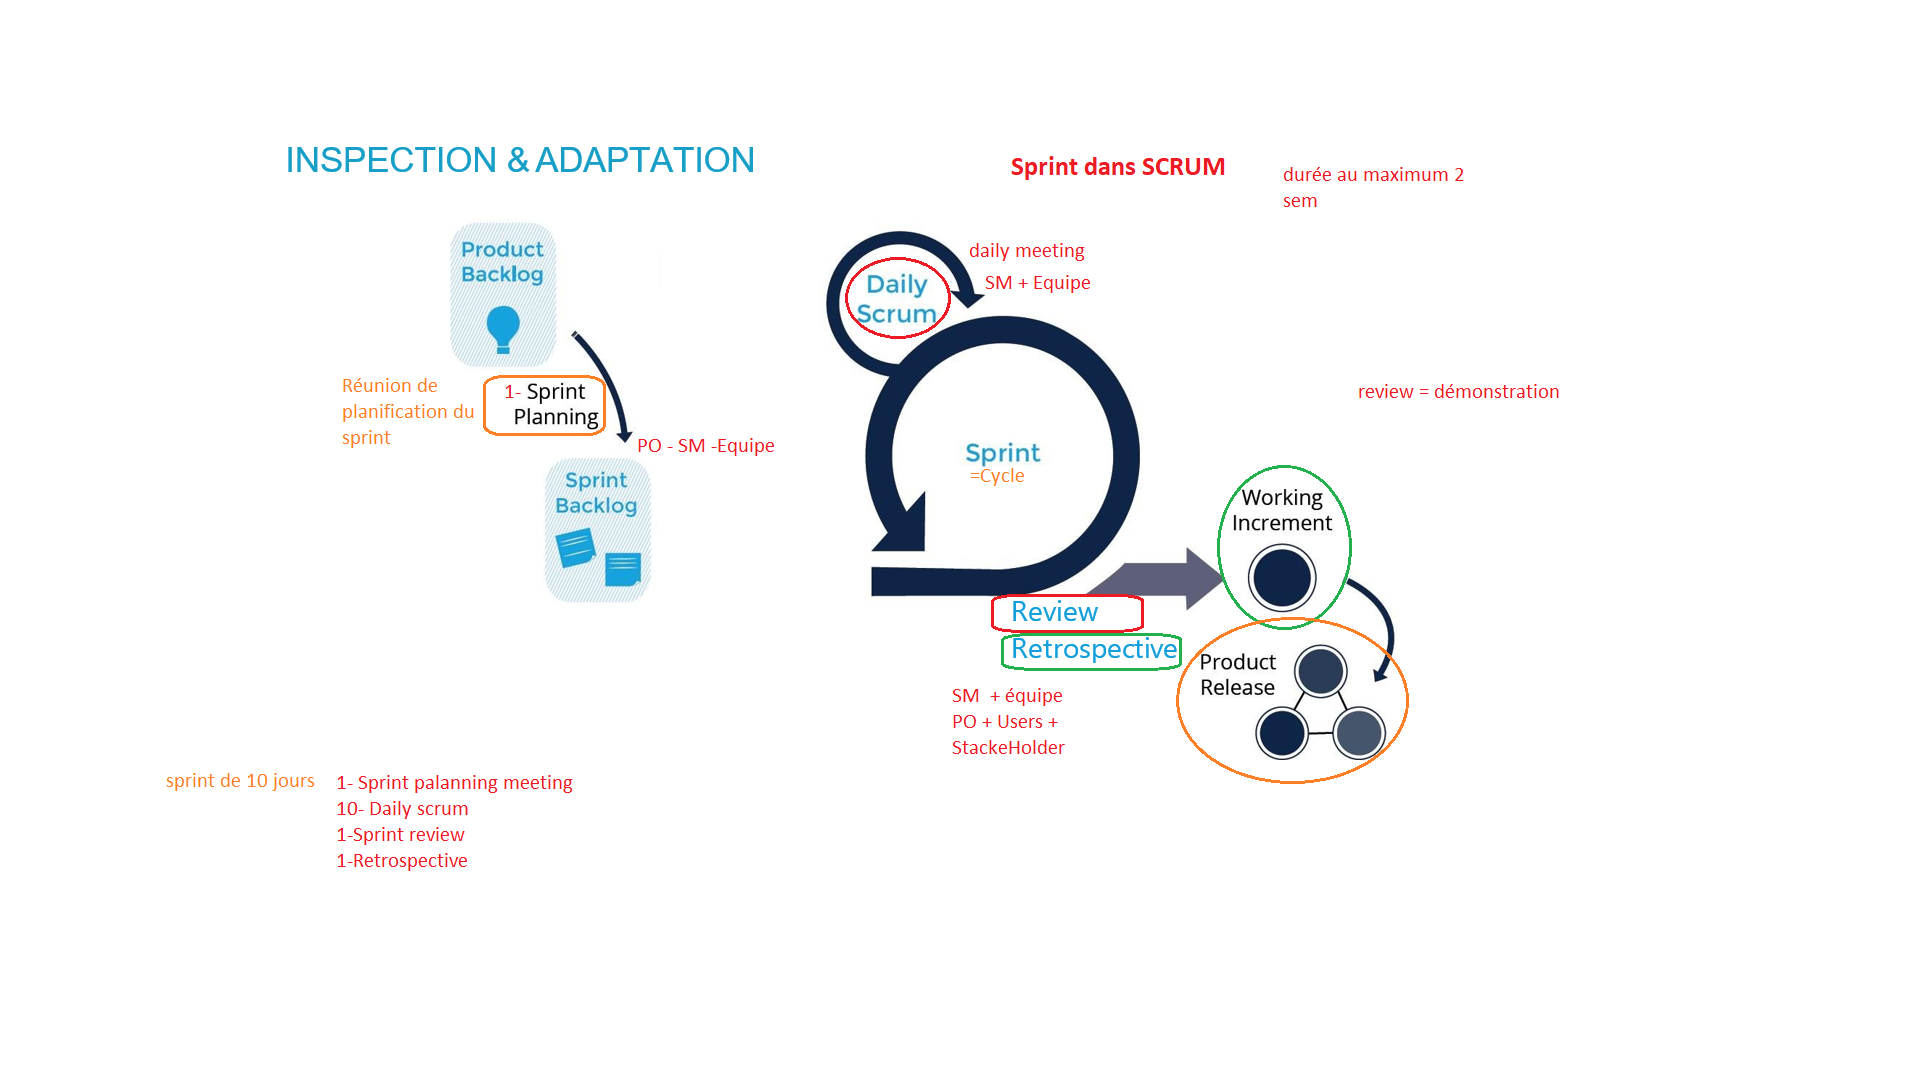 INSPECTION & ADAPTATION
Sprint dans SCRUM
durée au maximum 2
sem
Product
Backlog
Réunion de
planification du
sprint
1- Sprint
Planning
PO - SM -Equipe
Sprint
Backlog
Daily
Scrum
daily meeting
SM + Equipe
Sprint
=Cycle
review = démonstration
Working
Increment
Review
Retrospective
Product
Release
SM  + équipe
PO + Users +
StackeHolder
sprint de 10 jours
1- Sprint palanning meeting
10- Daily scrum
1-Sprint review
1-Retrospective